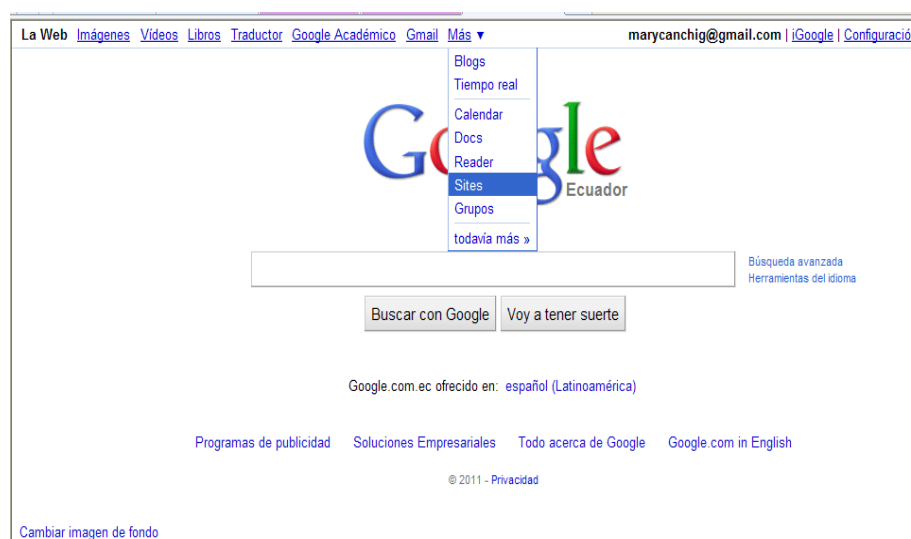 La Web Imágenes Vídeos Libros Traductor Google Académico Gmail Más ▼ marycanchig@gmail.com | iGoogle | Configuració
Blogs
Tiempo real
Calendar
Docs
Reader
Sites
Grupos
todavía más »
Google
Ecuador
Búsqueda avanzada
Herramientas del idioma
Buscar con Google Voy a tener suerte
Google.com.ec ofrecido en: español (Latinoamérica)
Programas de publicidad Soluciones Empresariales Todo acerca de Google Google.com in English
© 2011 - Privacidad
Cambiar imagen de fondo